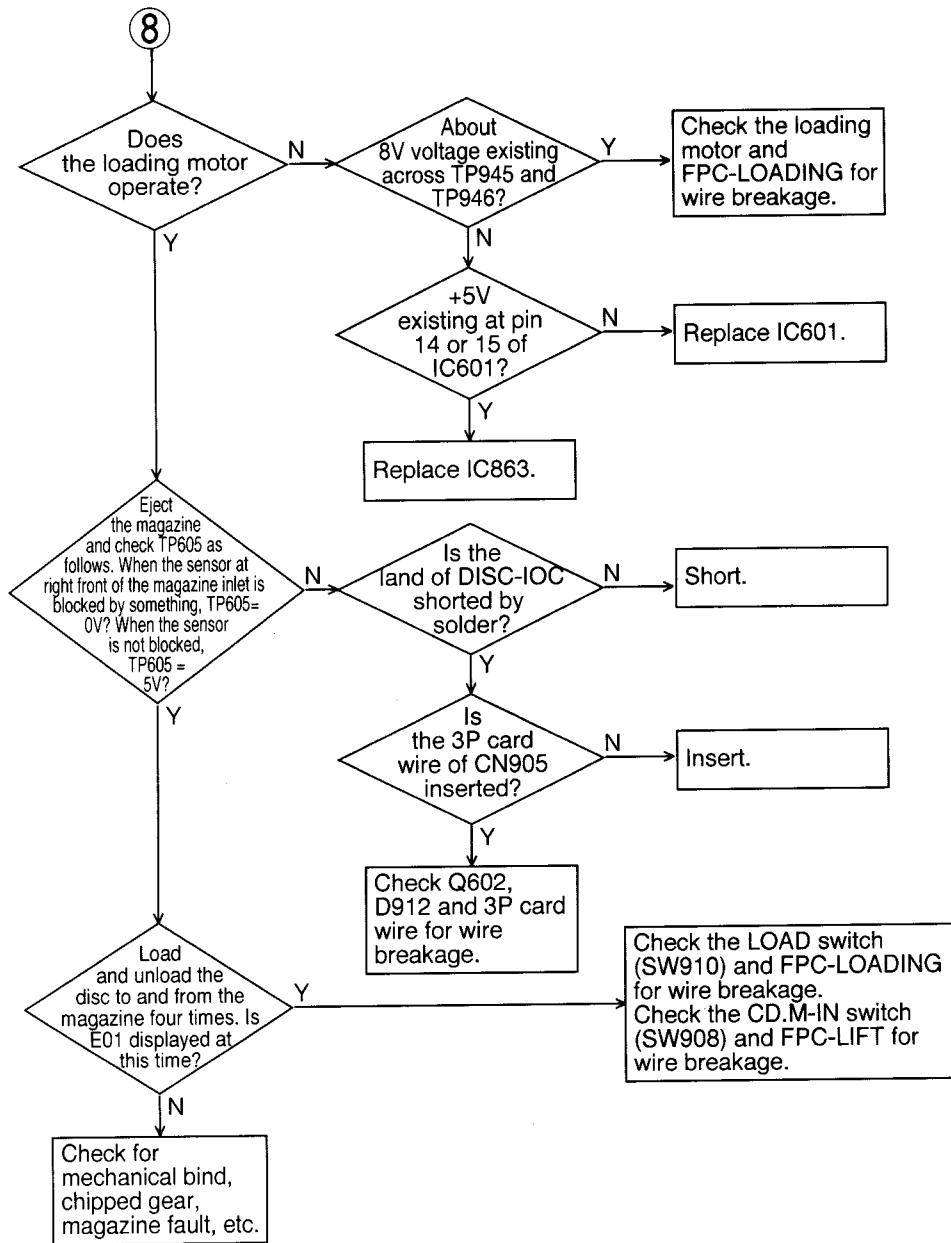 8
Does
the loading motor
operate?
N
About
8V voltage existing
across TP945 and
TP946?
Y
Check the loading
motor and
FPC-LOADING for
wire breakage.
Y
N
+5V
existing at pin
14 or 15 of
IC601?
N
Replace IC601.
Y
Replace IC863.
Eject
the magazine
and check TP605 as
follows. When the sensor at
right front of the magazine inlet is
blocked by something, TP605=
0V? When the sensor
is not blocked,
TP605 =
5V?
N
Is the
land of DISC-IOC
shorted by
solder?
N
Short.
Y
Y
Is
the 3P card
wire of CN905
inserted?
N
Insert.
Y
Check Q602,
D912 and 3P card
wire for wire
breakage.
Load
and unload the
disc to and from the
magazine four times. Is
E01 displayed at
this time?
Y
Check the LOAD switch
(SW910) and FPC-LOADING
for wire breakage.
Check the CD.M-IN switch
(SW908) and FPC-LIFT for
wire breakage.
N
Check for
mechanical bind,
chipped gear,
magazine fault, etc.